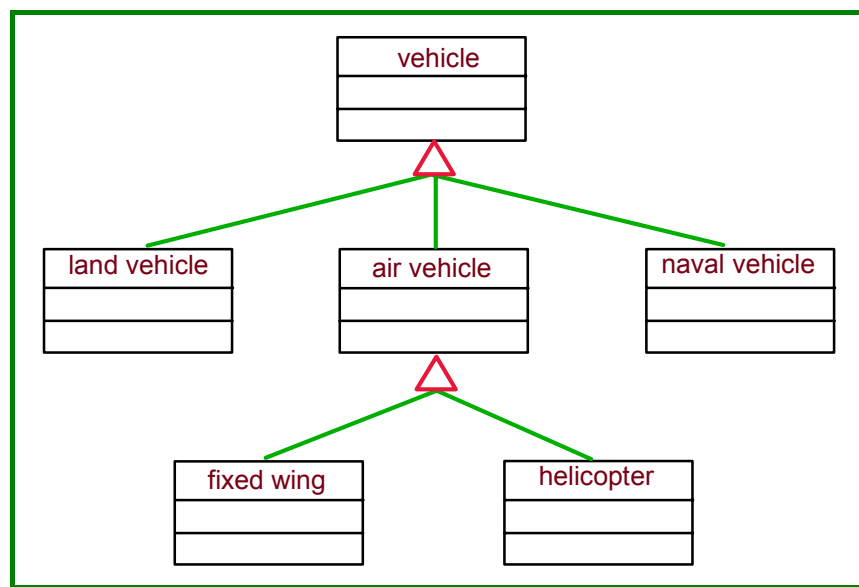 vehicle
land vehicle
air vehicle
naval vehicle
fixed wing
helicopter